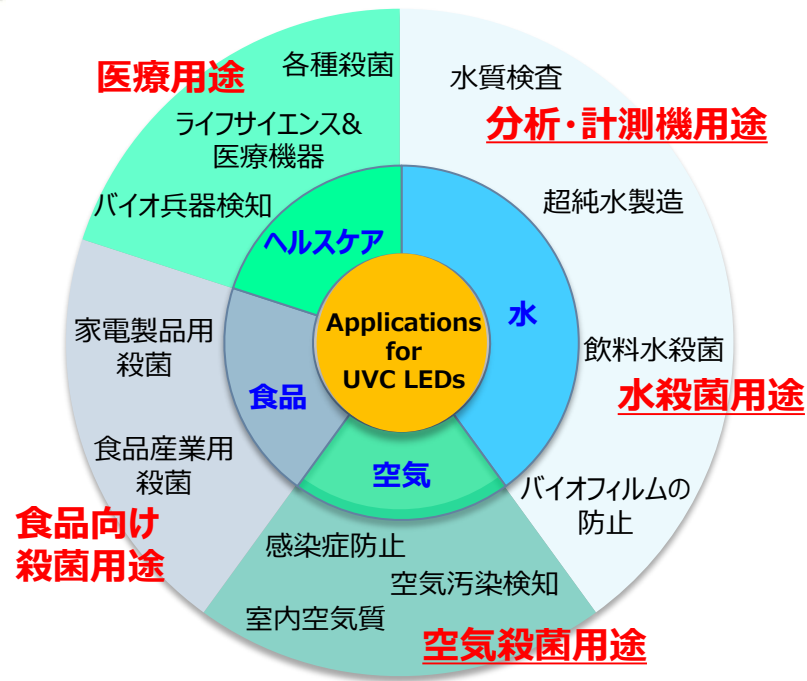 医療用途
各種殺菌
ライフサイエンス&
医療機器
バイオ兵器検知
ヘルスケア
水質検査
分析・計測機用途
超純水製造
水
飲料水殺菌
水殺菌用途
バイオフィルムの
防止
Applications
for
UVC LEDs
家電製品用
殺菌
食品
食品産業用
殺菌
食品向け
殺菌用途
空気
感染症防止
空気汚染検知
室内空気質
空気殺菌用途